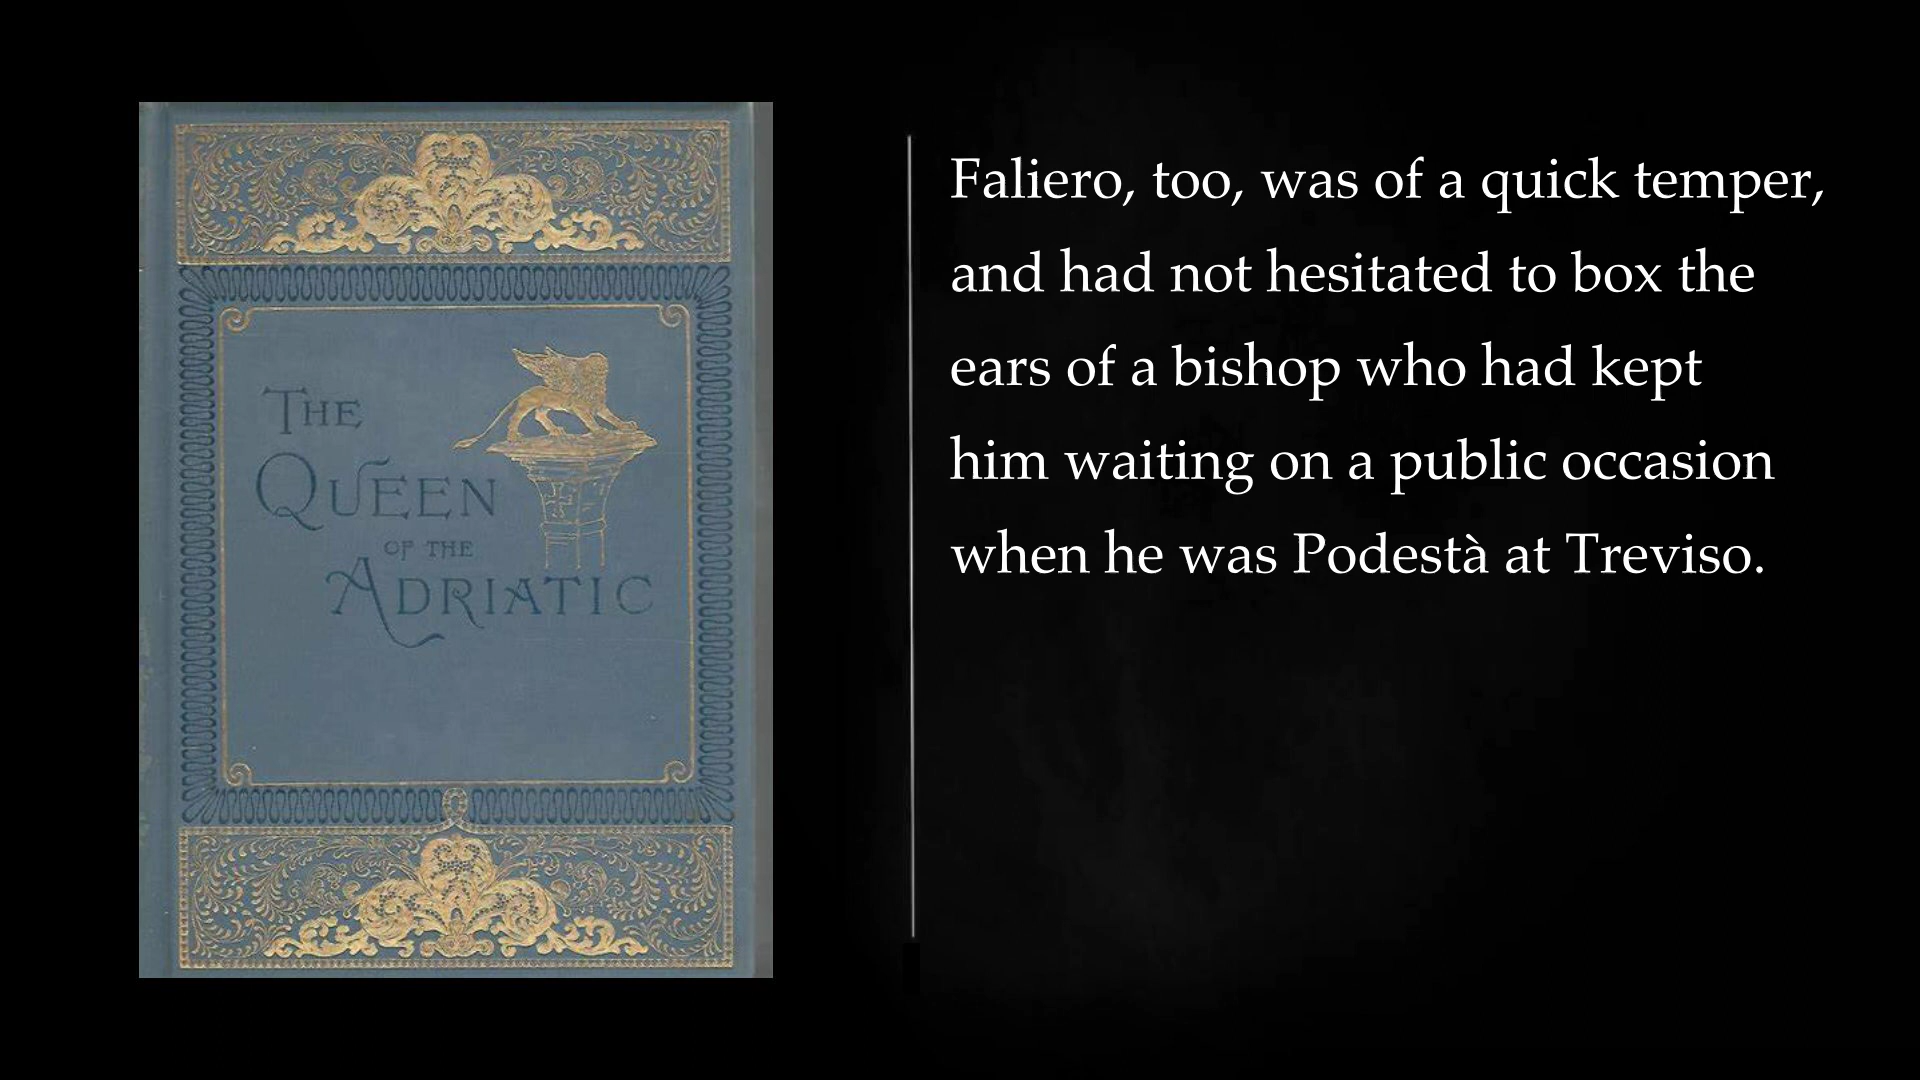 THE
QUEEN
OF THE
ADRIATIC
Faliero, too, was of a quick temper,
and had not hesitated to box the
ears of a bishop who had kept
him waiting on a public occasion
when he was Podestà at Treviso.